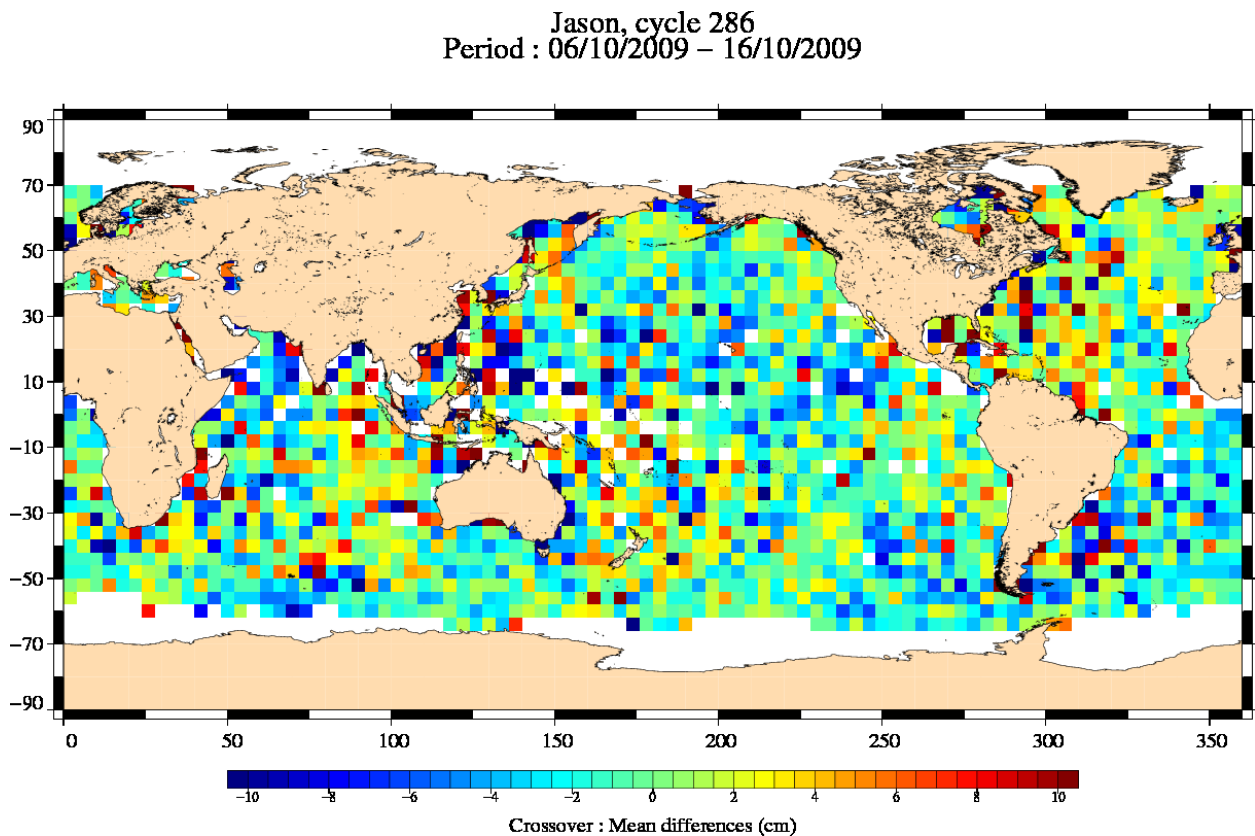 Jason, cycle 286
Period : 06/10/2009 − 16/10/2009
90
70
50
30
10
−10
−30
−50
−70
−90
0 50 100 150 200 250 300 350
−10 −8 −6 −4 −2 0 2 4 6 8 10
Crossover : Mean differences (cm)